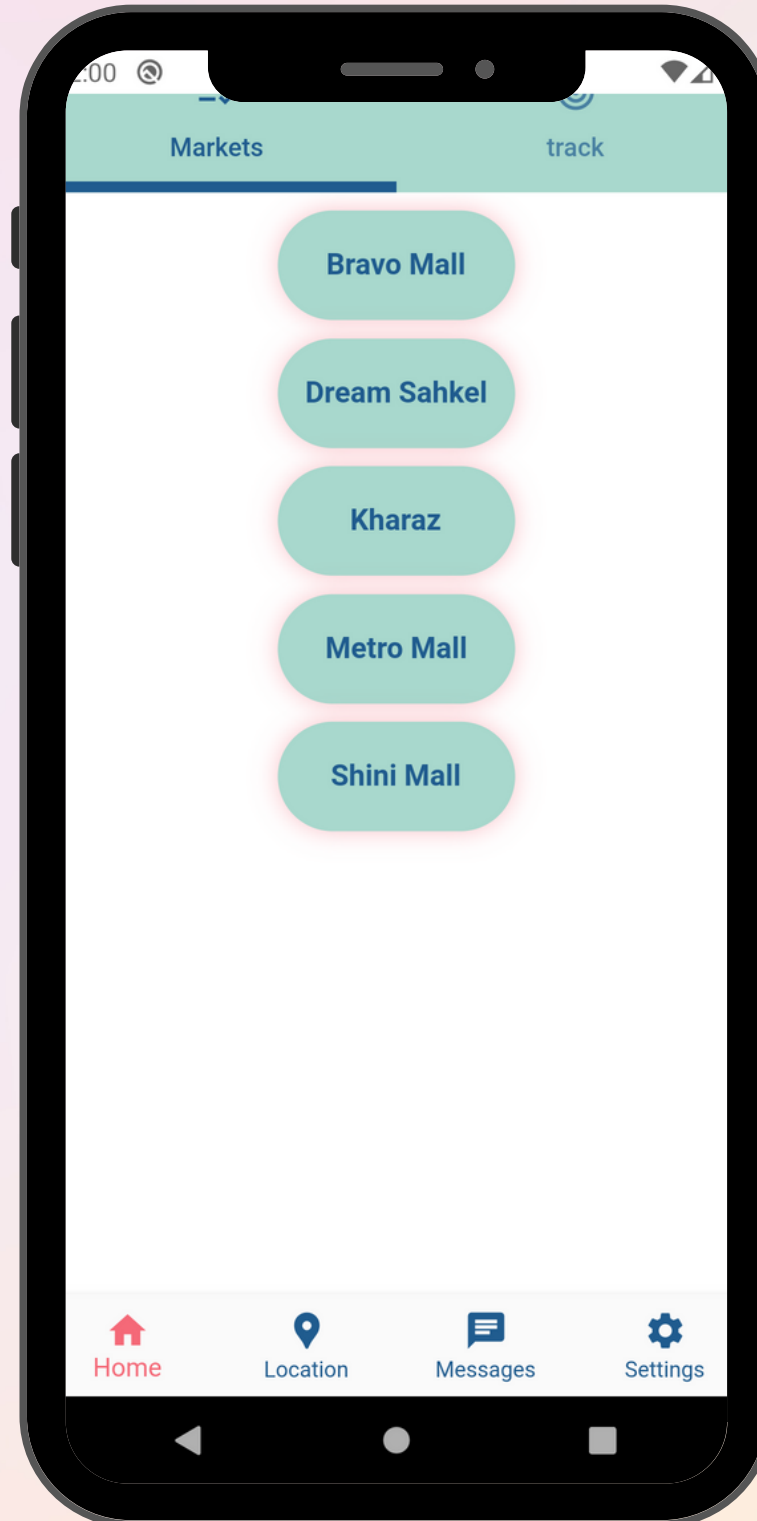 :00
Markets track
Bravo Mall
Dream Sahkel
Kharaz
Metro Mall
Shini Mall
Home Location Messages Settings